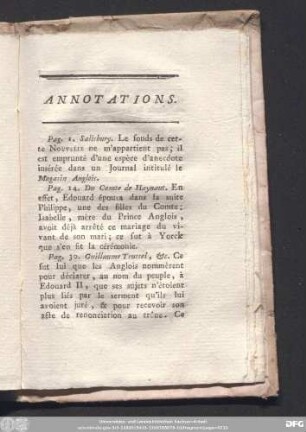 ANNOTATIONS.
Pag. 1. Salisbury. Le fonds de cet-
te NOUVELLE ne m'appartient pas; il
est emprunté d'une espèce d'anecdote
insérée dans un Journal intitulé le
Magasin Anglois.
Pag. 14. Du Comte de Haynaut. En
effet, Edouard épousa dans la suite
Philippe, une des filles du Comte;
Isabelle, mère du Prince Anglois,
avoit déjà arrêté ce mariage du vi-
vant de son mari; ce fut à Yorck
que s'en fit la cérémonie.
Pag. 30. Guillaume Trussel, &c. Ce
fut lui que les Anglois nommèrent
pour déclarer, au nom du peuple, à
Edouard II, que ses sujets n'étoient
plus liés par le serment qu'ils lui
avoient juré, & pour recevoir son
acte de renonciation au trône. Ce